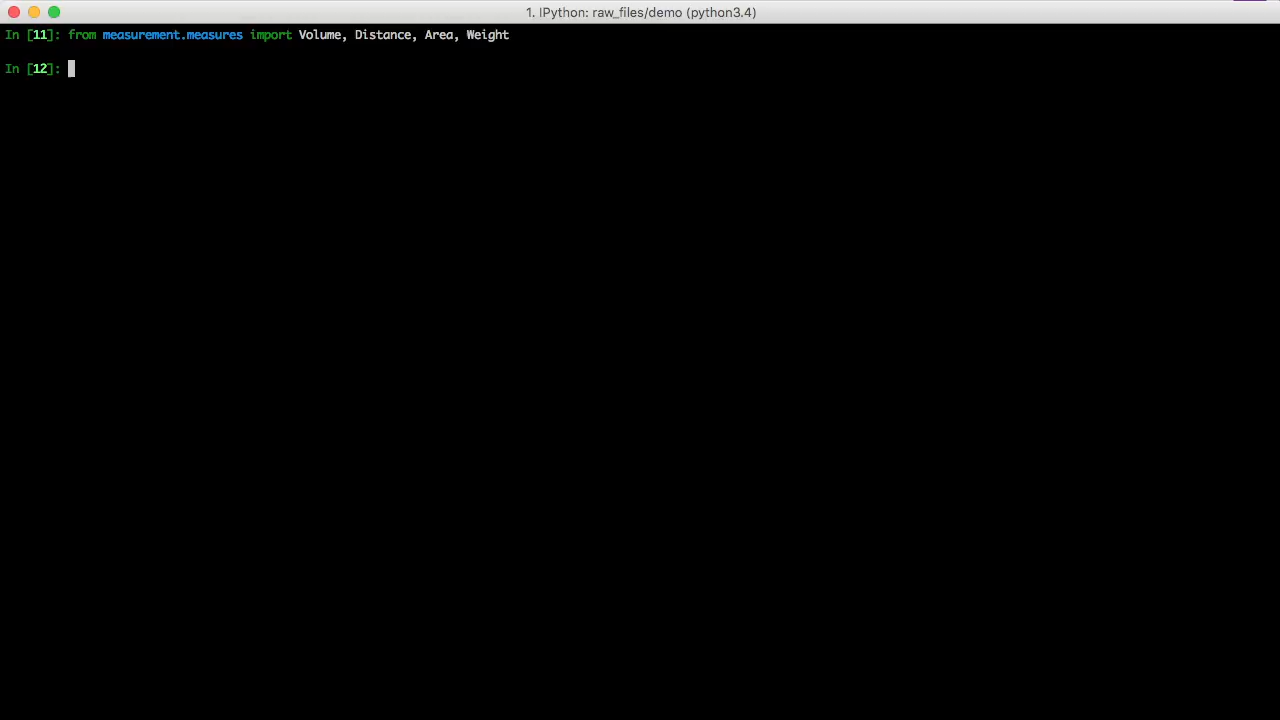 1. IPython: raw_files/demo (python3.4)
In [11]: from measurement.measures import Volume, Distance, Area, Weight
In [12]: